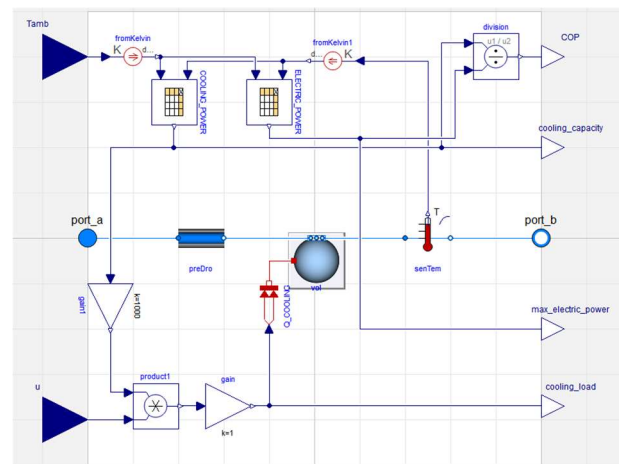 Tamb
fromKelvin
K
d...
fromKelvin1
d...
K
division
u1 / u2
COP
COOLING_POWER
ELECTRIC_POWER
cooling_capacity
port_a
preDro
vol
T
senTem
port_b
Q_COOLING
gain1
k=1000
max_electric_power
u
product1
gain
k=1
cooling_load